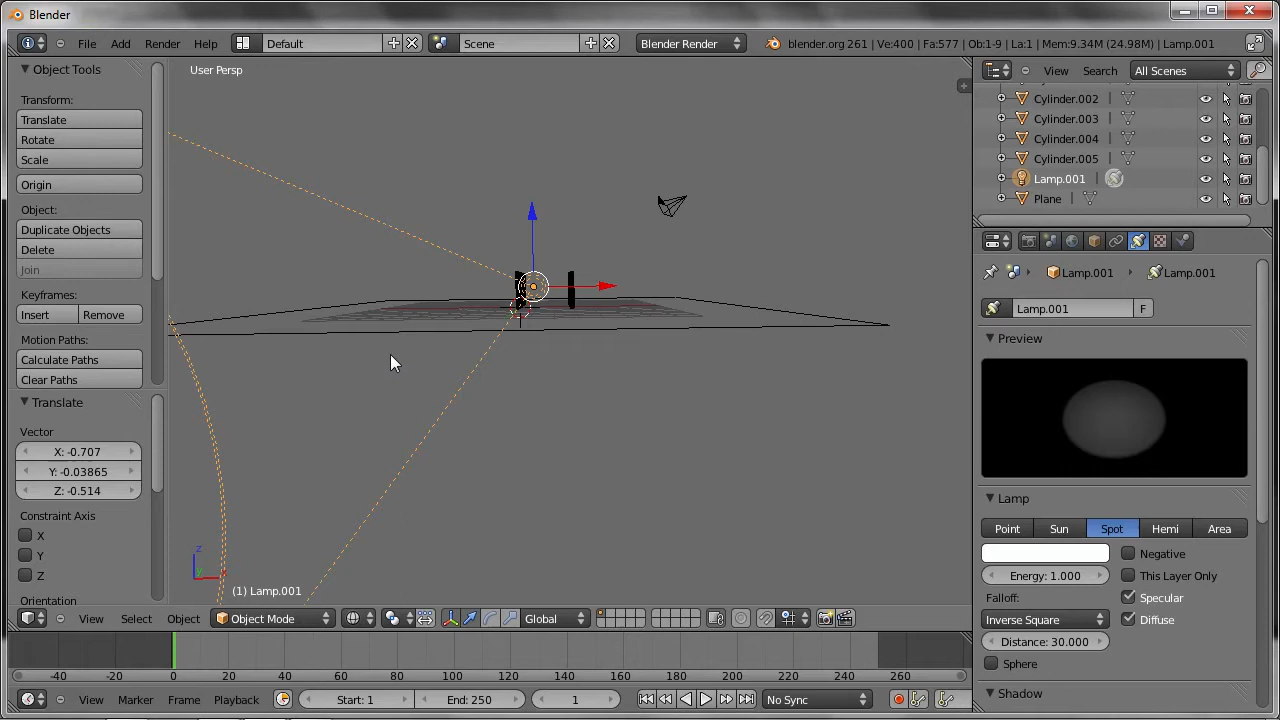 Blender
File Add Render Help Default Scene Blender Render blender.org 261 | Ve:400 | Fa:577 | Ob:1-9 | La:1 | Mem:9.34M (24.98M) | Lamp.001
Object Tools
Transform:
Translate
Rotate
Scale
Origin
Object:
Duplicate Objects
Delete
Join
Keyframes:
Insert Remove
Motion Paths:
Calculate Paths
Clear Paths
Translate
Vector
X: -0.707
Y: -0.03865
Z: -0.514
Constraint Axis
X
Y
Z
Orientation
User Persp
z
y
(1) Lamp.001
View Select Object Object Mode Global
-40 -20 0 20 40 60 80 100 120 140 160 180 200 220 240 260
View Marker Frame Playback Start: 1 End: 250 1 No Sync
View Search All Scenes
Cylinder.002
Cylinder.003
Cylinder.004
Cylinder.005
Lamp.001
Plane
Lamp.001 Lamp.001
Lamp.001 F
Preview
Lamp
Point Sun Spot Hemi Area
Negative
Energy: 1.000 This Layer Only
Falloff: Specular
Inverse Square Diffuse
Distance: 30.000
Sphere
Shadow